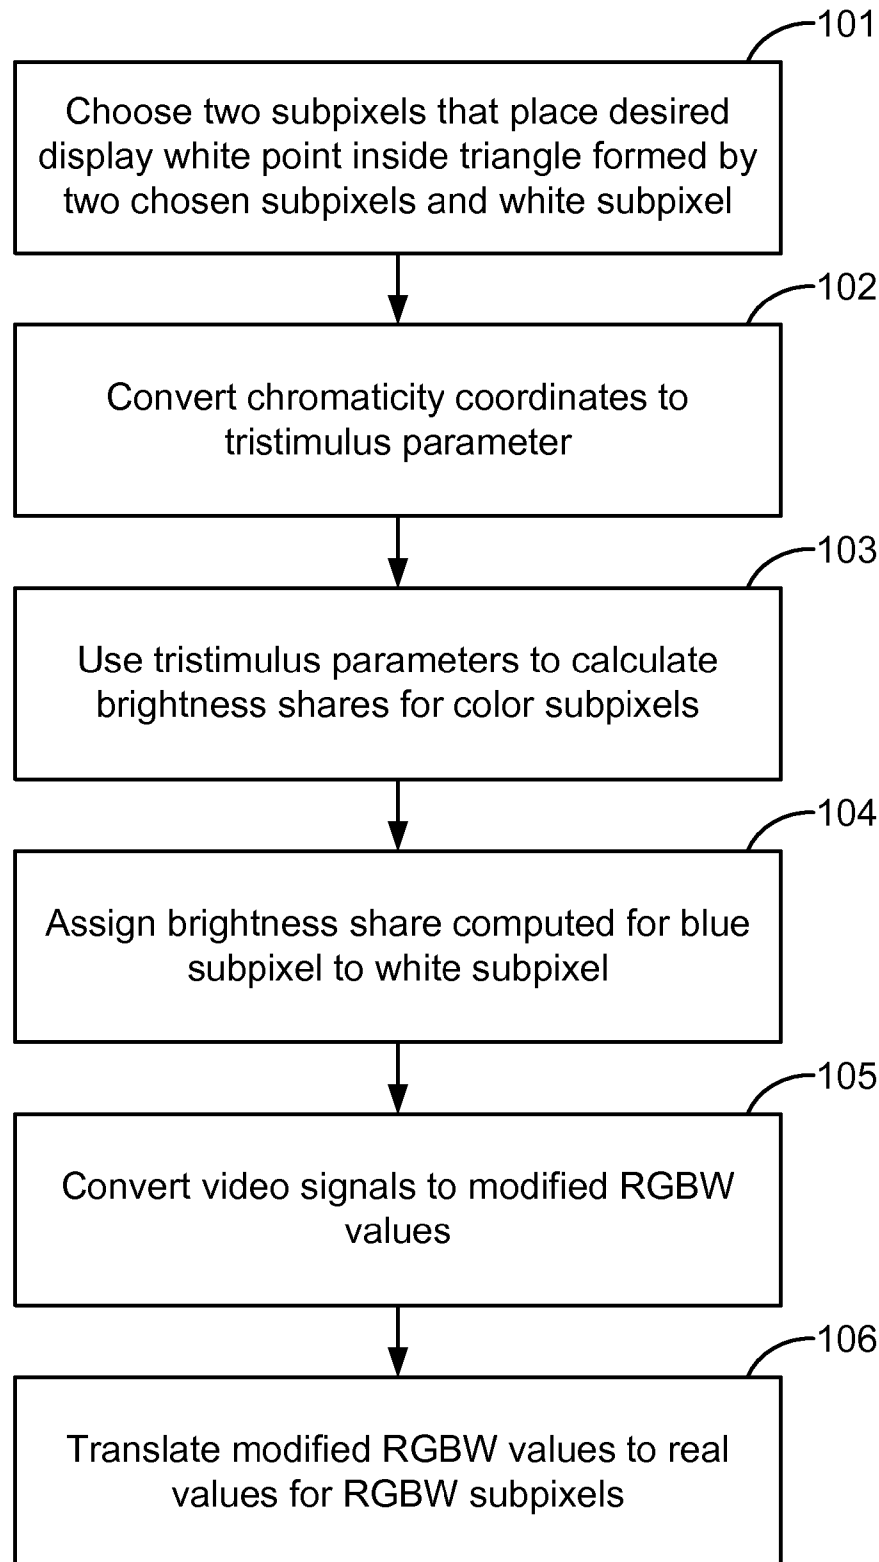 101
Choose two subpixels that place desired
display white point inside triangle formed by
two chosen subpixels and white subpixel
102
Convert chromaticity coordinates to
tristimulus parameter
103
Use tristimulus parameters to calculate
brightness shares for color subpixels
104
Assign brightness share computed for blue
subpixel to white subpixel
105
Convert video signals to modified RGBW
values
106
Translate modified RGBW values to real
values for RGBW subpixels